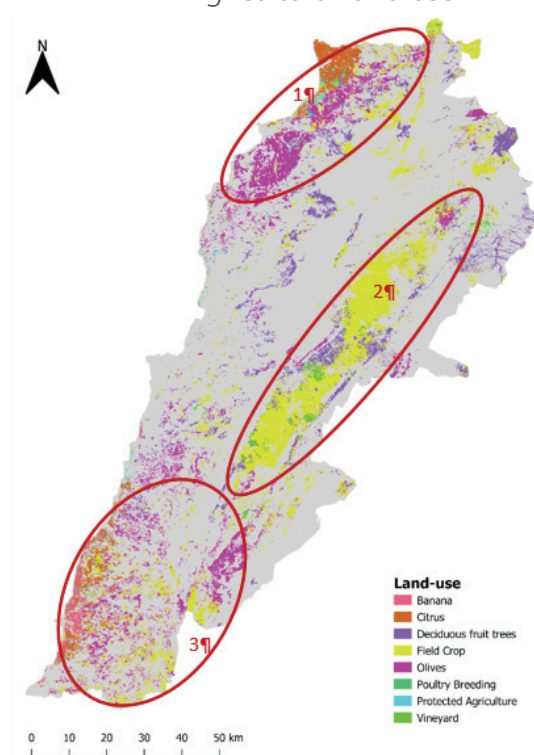 N
1¶
2¶
3¶
Land-use
Banana
Citrus
Deciduous fruit trees
Field Crop
Olives
Poultry Breeding
Protected Agriculture
Vineyard
0 10 20 30 40 50 km